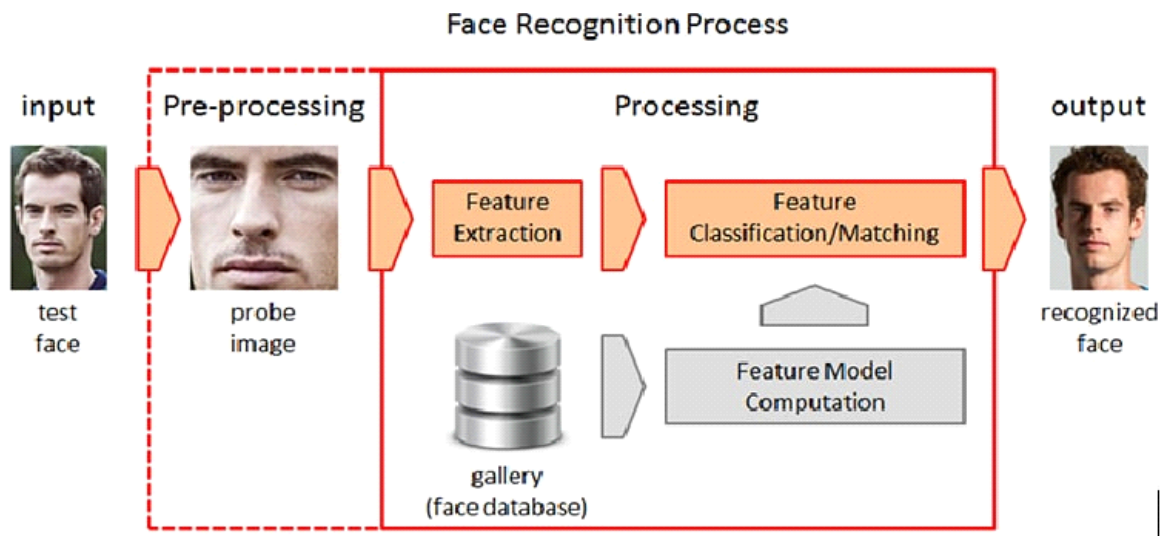 Face Recognition Process
input
Pre-processing
Processing
output
Feature
Extraction
Feature
Classification/Matching
test
face
probe
image
recognized
face
Feature Model
Computation
gallery
(face database)